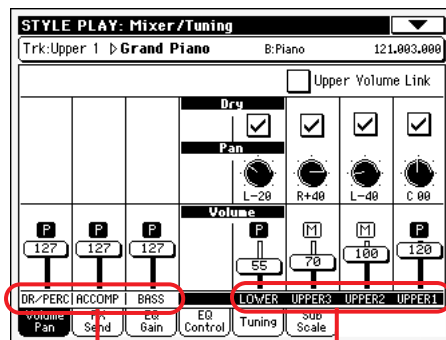 STYLE PLAY: Mixer/Tuning
Trk:Upper 1 ▷Grand Piano B:Piano 121.003.000
Upper Volume Link
Dry
Pan
L-20 R+40 L-40 C 00
Volume
P P P P M M P
127 127 127 55 70 100 120
DR/PERC ACCOMP BASS LOWER UPPER3 UPPER2 UPPER1
Volume Pan
FX Send
EQ Gain
EQ Control
Tuning
Sub Scale